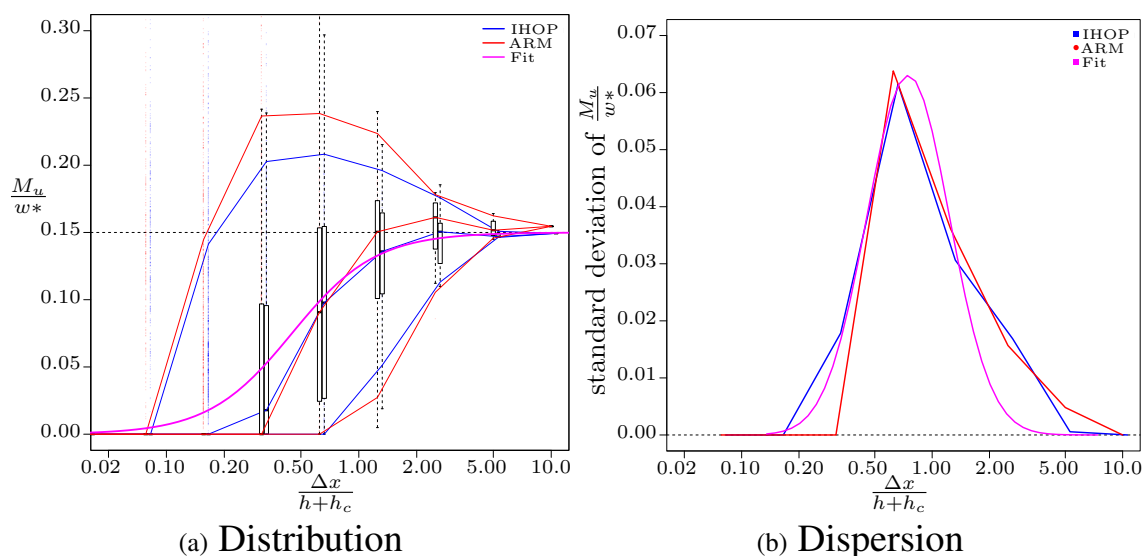 0.30
0.25
0.20
0.15
0.10
0.05
0.00
M_u
w*
IHOP
ARM
Fit
0.02 0.10 0.20 0.50 1.00 2.00 5.00 10.0
Δx
h+h_c
(a) Distribution
0.07
0.06
0.05
0.04
0.03
0.02
0.01
0.00
standard deviation of M_u/w*
IHOP
ARM
Fit
0.02 0.10 0.20 0.50 1.00 2.00 5.00 10.0
Δx
h+h_c
(b) Dispersion